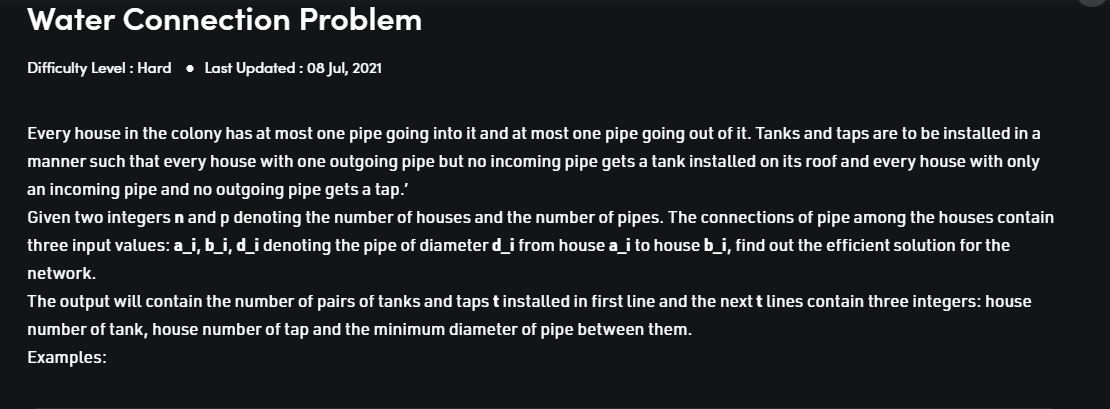 Water Connection Problem
Difficulty Level : Hard ● Last Updated : 08 Jul, 2021
Every house in the colony has at most one pipe going into it and at most one pipe going out of it. Tanks and taps are to be installed in a
manner such that every house with one outgoing pipe but no incoming pipe gets a tank installed on its roof and every house with only
an incoming pipe and no outgoing pipe gets a tap.’
Given two integers n and p denoting the number of houses and the number of pipes. The connections of pipe among the houses contain
three input values: a_i, b_i, d_i denoting the pipe of diameter d_i from house a_i to house b_i, find out the efficient solution for the
network.
The output will contain the number of pairs of tanks and taps t installed in first line and the next t lines contain three integers: house
number of tank, house number of tap and the minimum diameter of pipe between them.
Examples: